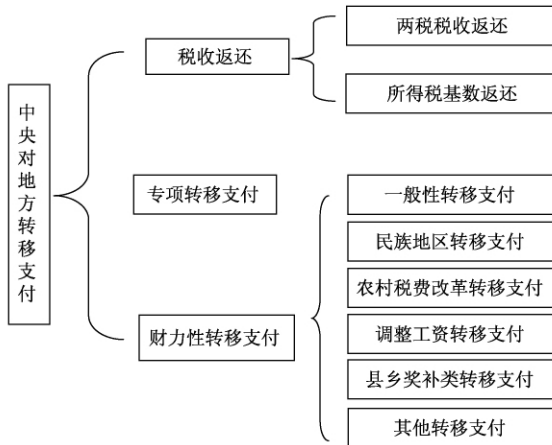 中央对地方转移支付
税收返还
两税税收返还
所得税基数返还
专项转移支付
财力性转移支付
一般性转移支付
民族地区转移支付
农村税费改革转移支付
调整工资转移支付
县乡奖补类转移支付
其他转移支付